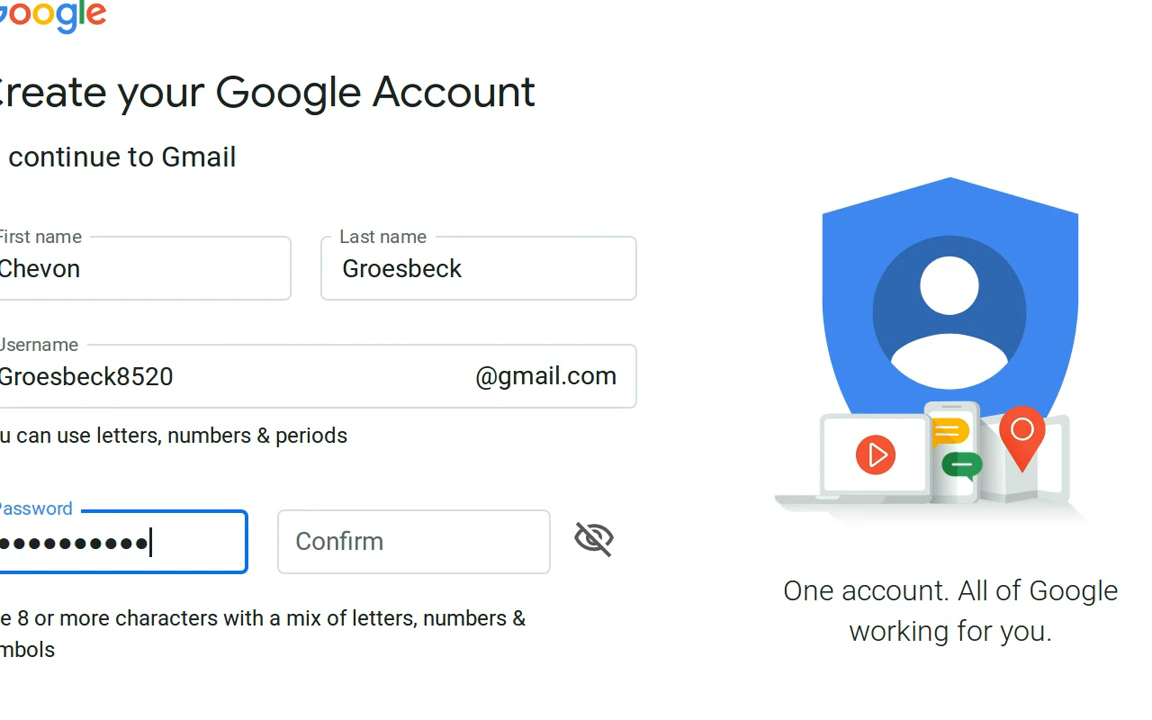 Google
Create your Google Account
continue to Gmail
First name
Last name
Chevon
Groesbeck
Username
Groesbeck8520
@gmail.com
u can use letters, numbers & periods
Password
Confirm
e 8 or more characters with a mix of letters, numbers &
mbols
One account. All of Google
working for you.